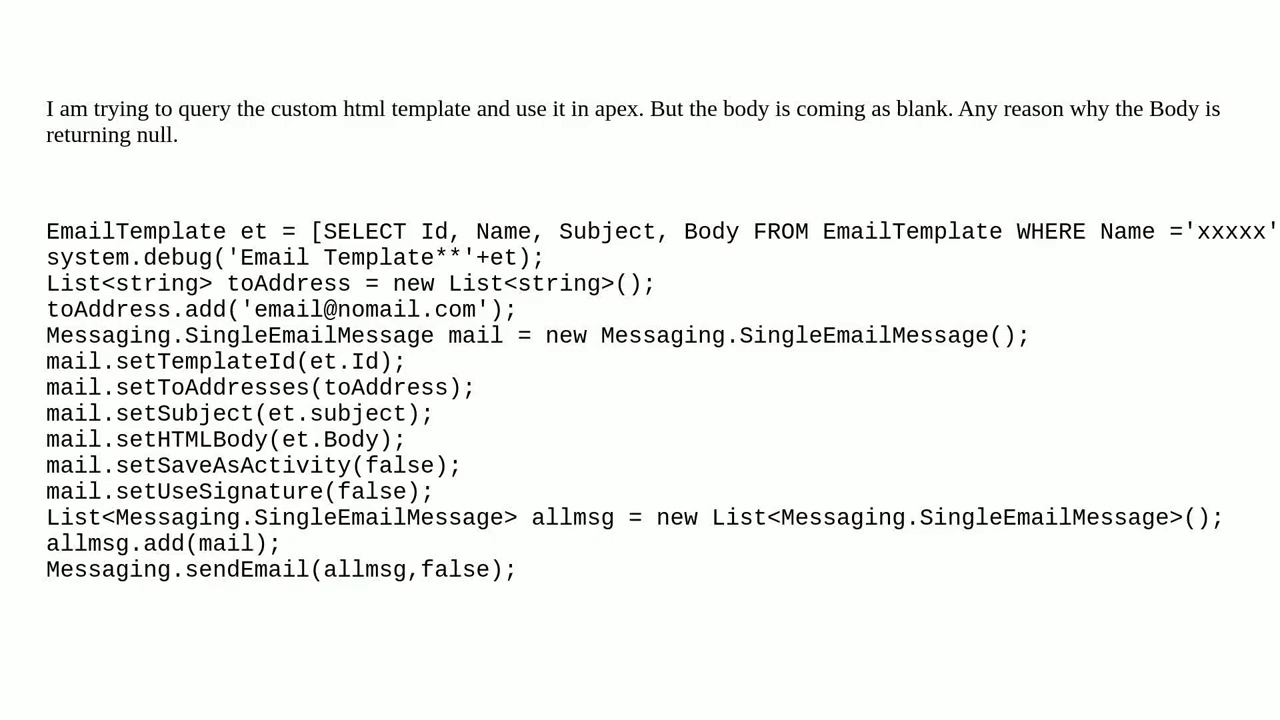 I am trying to query the custom html template and use it in apex. But the body is coming as blank. Any reason why the Body is
returning null.
EmailTemplate et = [SELECT Id, Name, Subject, Body FROM EmailTemplate WHERE Name ='xxxxx'
system.debug('Email Template**'+et);
List<string> toAddress = new List<string>();
toAddress.add('email@nomail.com');
Messaging.SingleEmailMessage mail = new Messaging.SingleEmailMessage();
mail.setTemplateId(et.Id);
mail.setToAddresses(toAddress);
mail.setSubject(et.subject);
mail.setHTMLBody(et.Body);
mail.setSaveAsActivity(false);
mail.setUseSignature(false);
List<Messaging.SingleEmailMessage> allmsg = new List<Messaging.SingleEmailMessage>();
allmsg.add(mail);
Messaging.sendEmail(allmsg,false);